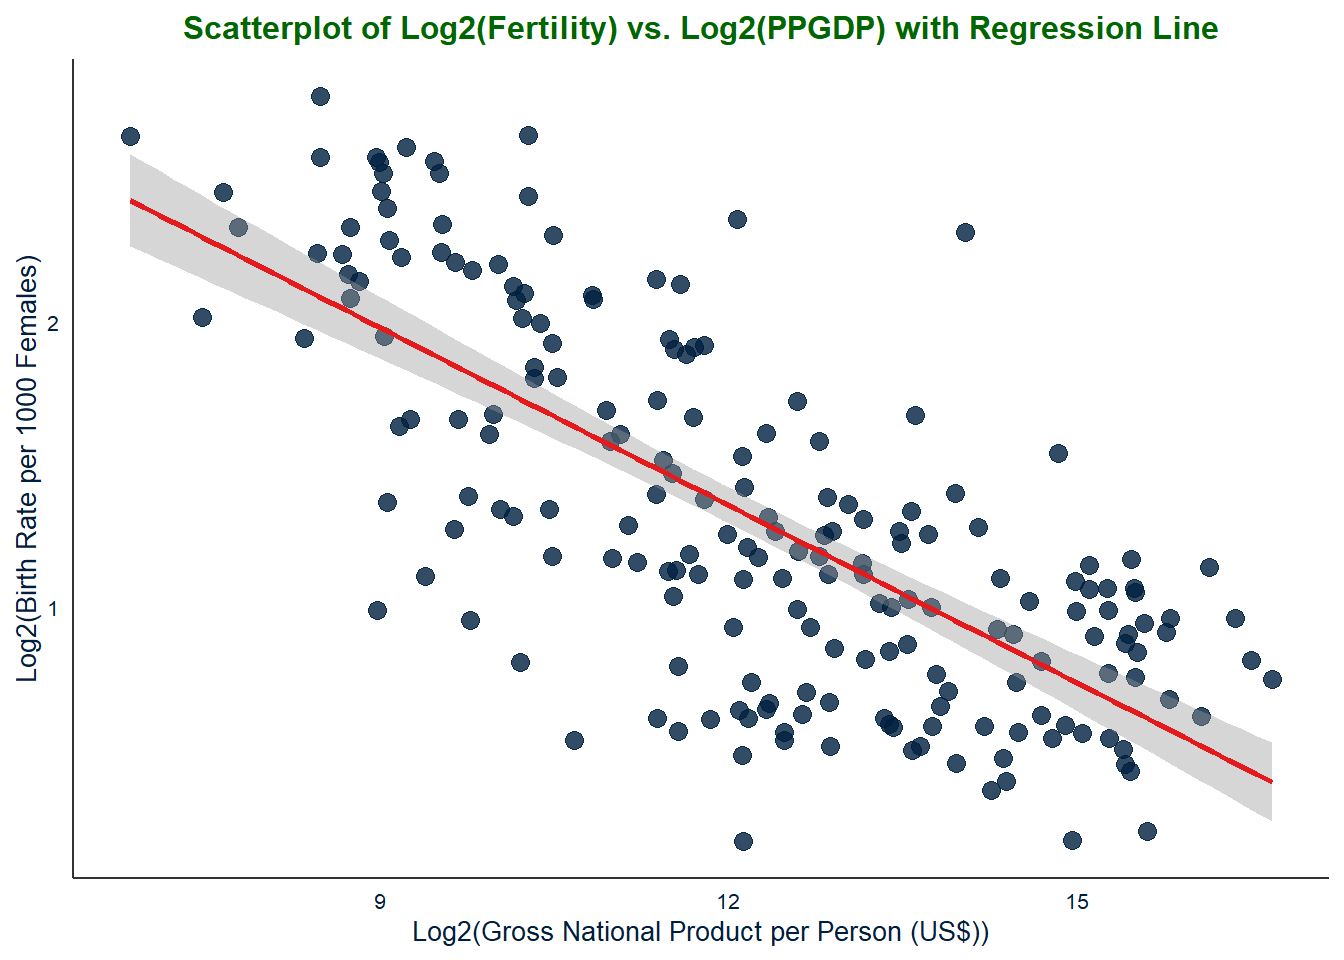 Scatterplot of Log2(Fertility) vs. Log2(PPGDP) with Regression Line
Log2(Birth Rate per 1000 Females)
2
1
9 12 15
Log2(Gross National Product per Person (US$))